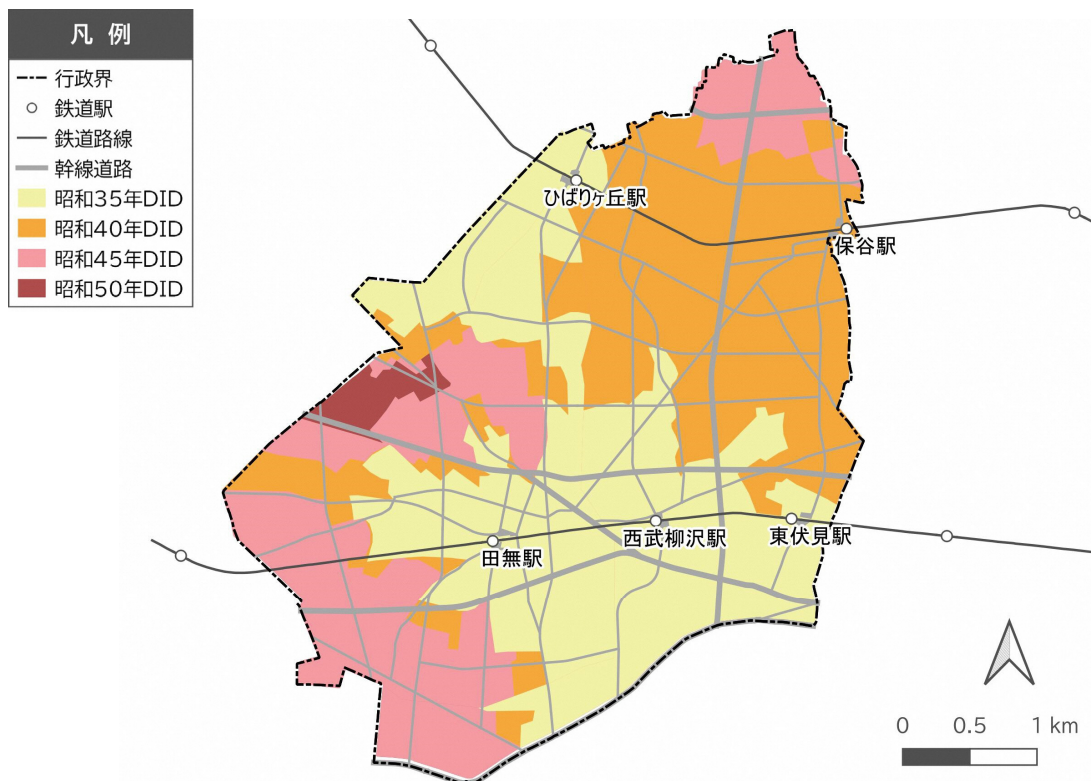 凡 例
行政界
鉄道駅
鉄道路線
幹線道路
昭和35年DID
昭和40年DID
昭和45年DID
昭和50年DID
ひばりヶ丘駅
保谷駅
西武柳沢駅
東伏見駅
田無駅
0 0.5 1 km